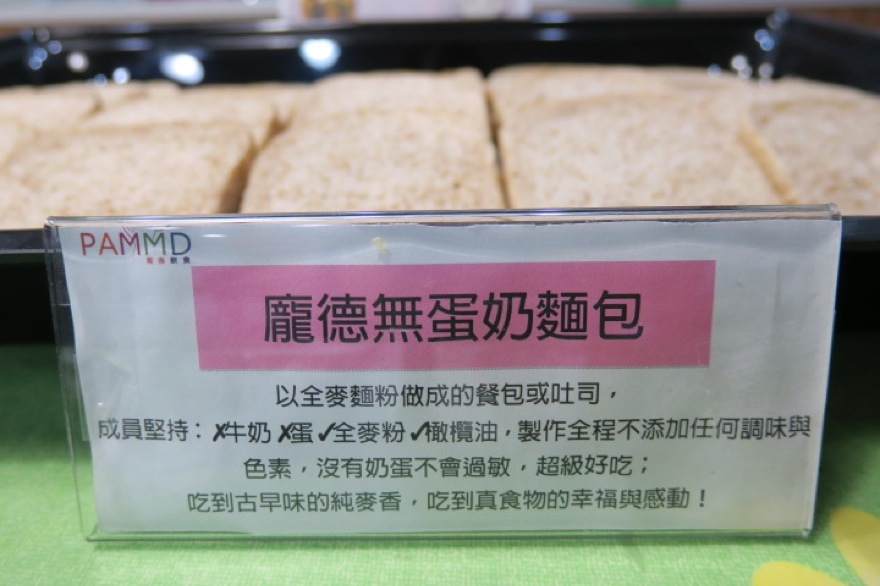 PAMMD
龐德飲食
龐德無蛋奶麵包
以全麥麵粉做成的餐包或吐司，
成員堅持：✗牛奶 ✗蛋 ✓全麥粉 ✓橄欖油，製作全程不添加任何調味與
色素，沒有奶蛋不會過敏，超級好吃；
吃到古早味的純麥香，吃到真食物的幸福與感動！